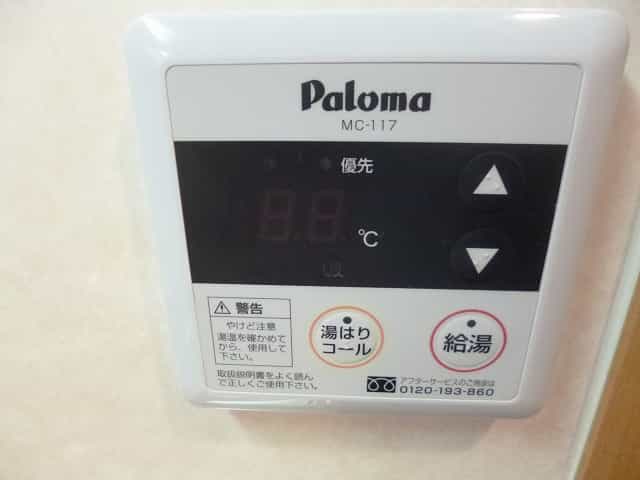 Paloma
MC-117
優先
88
℃
警告
やけど注意
湯温を確かめて
から、使用して
下さい。
取扱説明書をよく読ん
で正しくご使用下さい。
湯はり
コール
給湯
アフターサービスのご用命は
0120-193-860